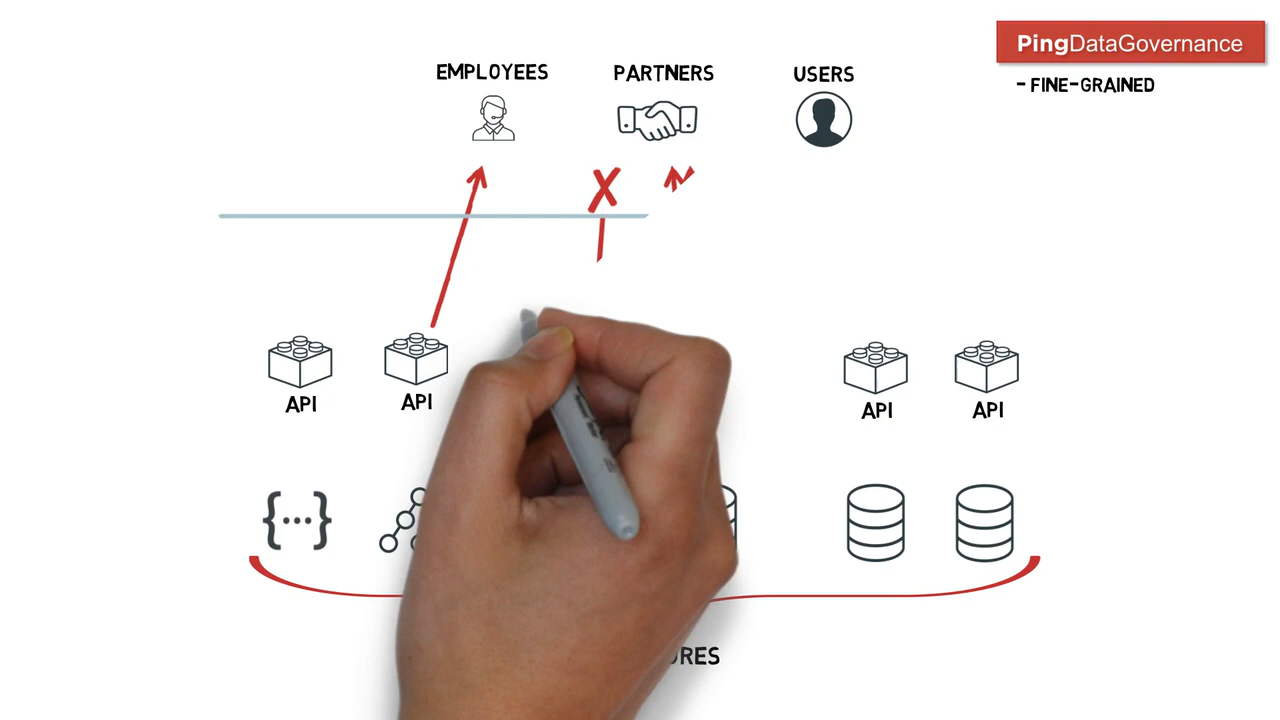 PingDataGovernance
EMPLOYEES
PARTNERS
USERS
- FINE-GRAINED
API
API
API
API
{...}